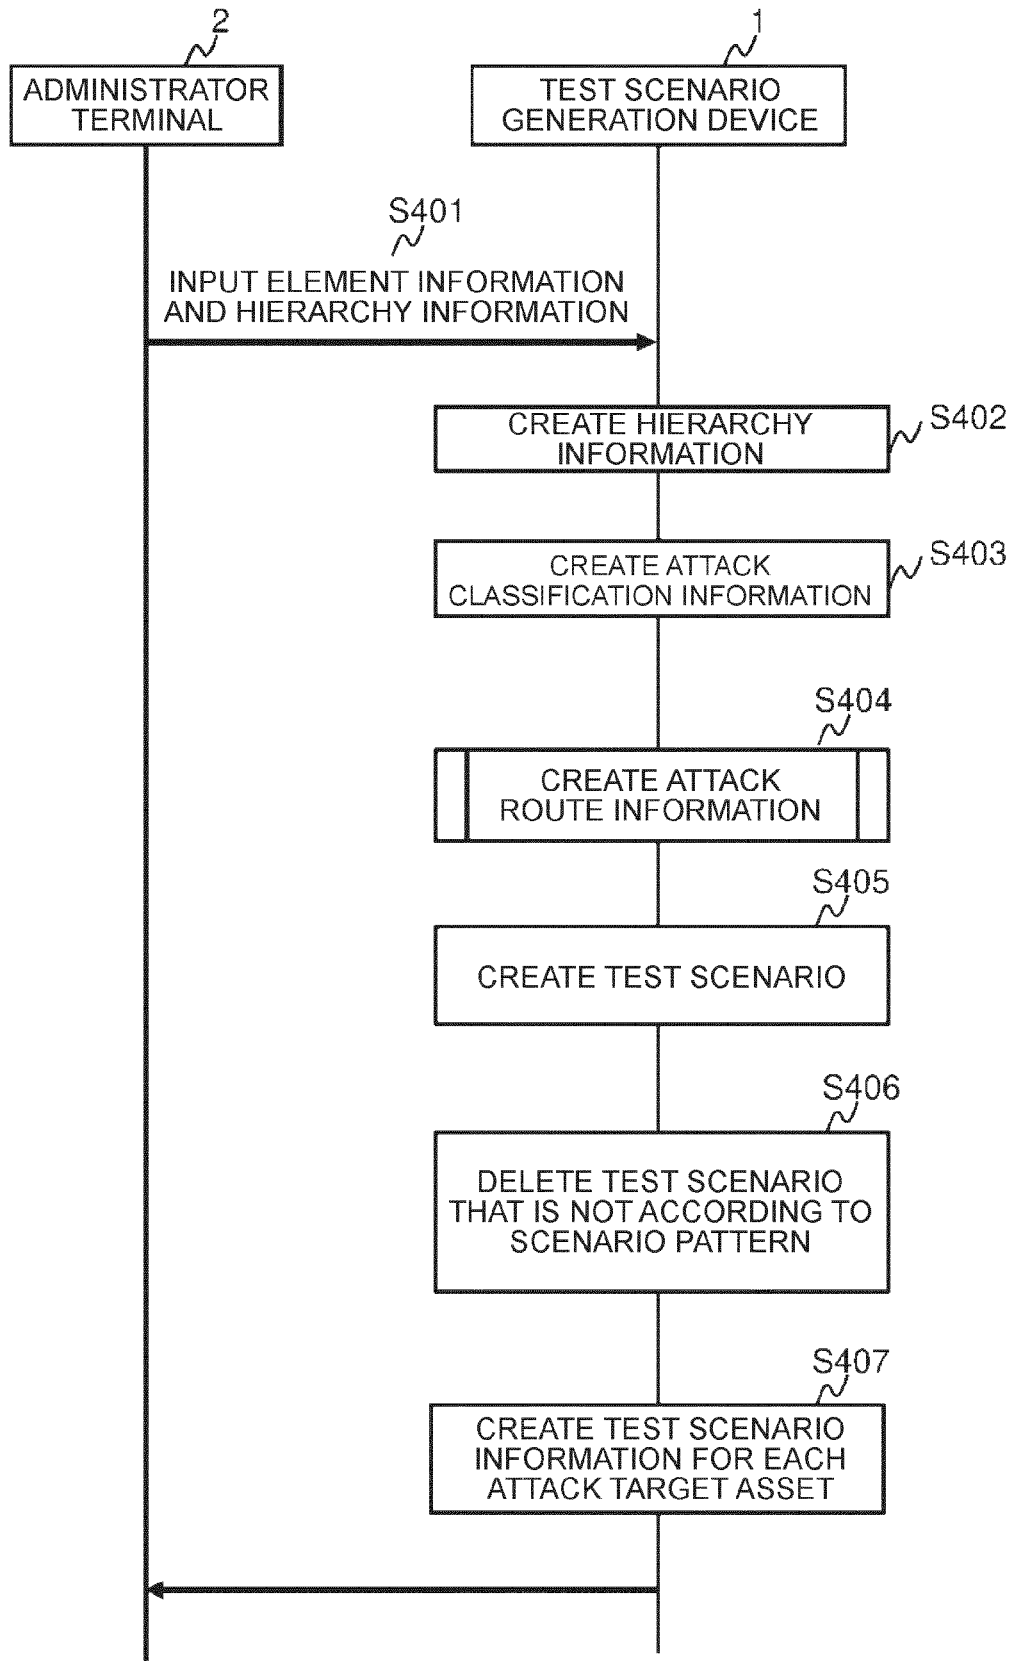 2
1
ADMINISTRATOR
TERMINAL
TEST SCENARIO
GENERATION DEVICE
S401
INPUT ELEMENT INFORMATION
AND HIERARCHY INFORMATION
CREATE HIERARCHY
INFORMATION
S402
CREATE ATTACK
CLASSIFICATION INFORMATION
S403
S404
CREATE ATTACK
ROUTE INFORMATION
S405
CREATE TEST SCENARIO
S406
DELETE TEST SCENARIO
THAT IS NOT ACCORDING TO
SCENARIO PATTERN
S407
CREATE TEST SCENARIO
INFORMATION FOR EACH
ATTACK TARGET ASSET